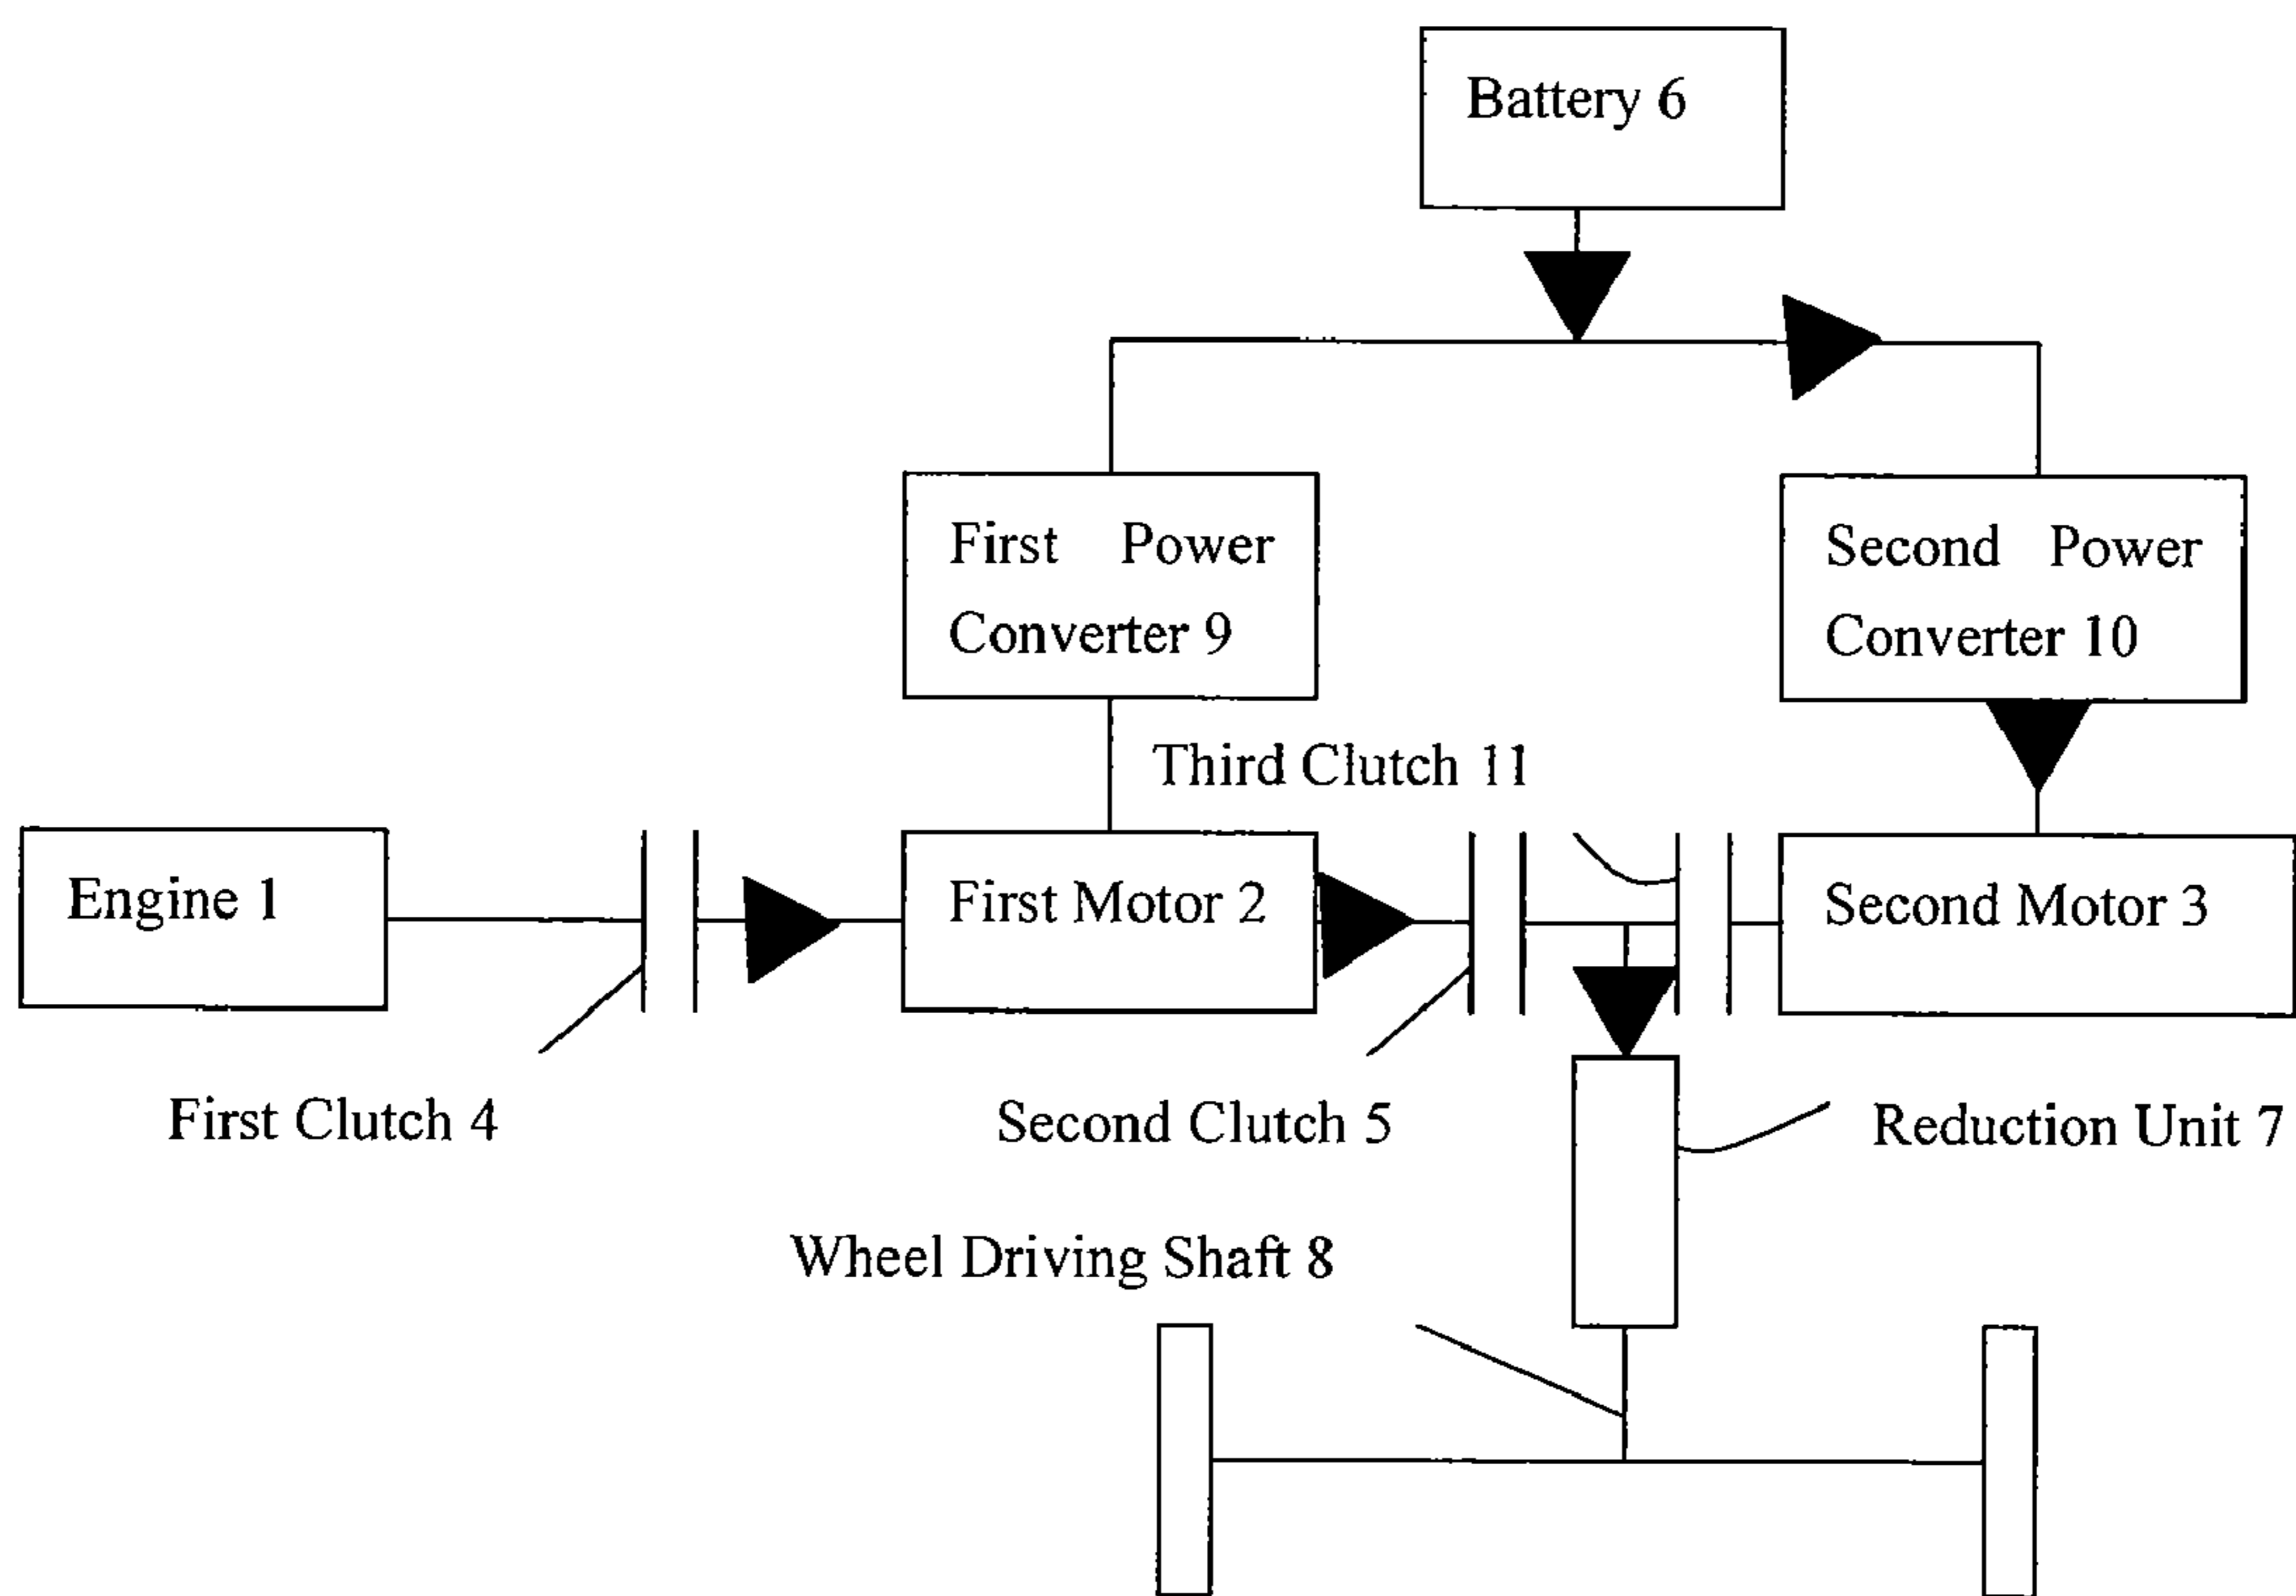 Battery 6
First Power
Converter 9
Second Power
Converter 10
Third Clutch 11
Engine 1
First Motor 2
Second Motor 3
First Clutch 4
Second Clutch 5
Reduction Unit 7
Wheel Driving Shaft 8